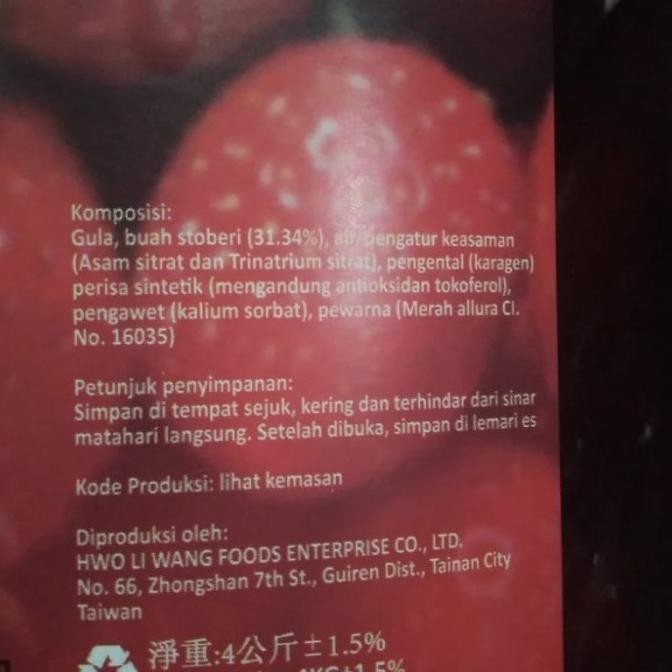 Komposisi:
Gula, buah stoberi (31.34%), air, pengatur keasaman
(Asam sitrat dan Trinatrium sitrat), pengental (karagen)
perisa sintetik (mengandung antioksidan tokoferol),
pengawet (kalium sorbat), pewarna (Merah allura CI.
No. 16035)
Petunjuk penyimpanan:
Simpan di tempat sejuk, kering dan terhindar dari sinar
matahari langsung. Setelah dibuka, simpan di lemari es
Kode Produksi: lihat kemasan
Diproduksi oleh:
HWO LI WANG FOODS ENTERPRISE CO., LTD.
No. 66, Zhongshan 7th St., Guiren Dist., Tainan City
Taiwan
淨重:4公斤±1.5%
4KG±1.5%